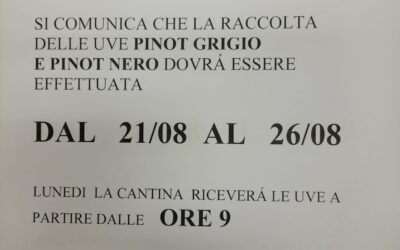 SI COMUNICA CHE LA RACCOLTA
DELLE UVE PINOT GRIGIO
E PINOT NERO DOVRÁ ESSERE
EFFETTUATA
DAL 21/08 AL 26/08
LUNEDI LA CANTINA RICEVERÁ LE UVE A
PARTIRE DALLE ORE 9